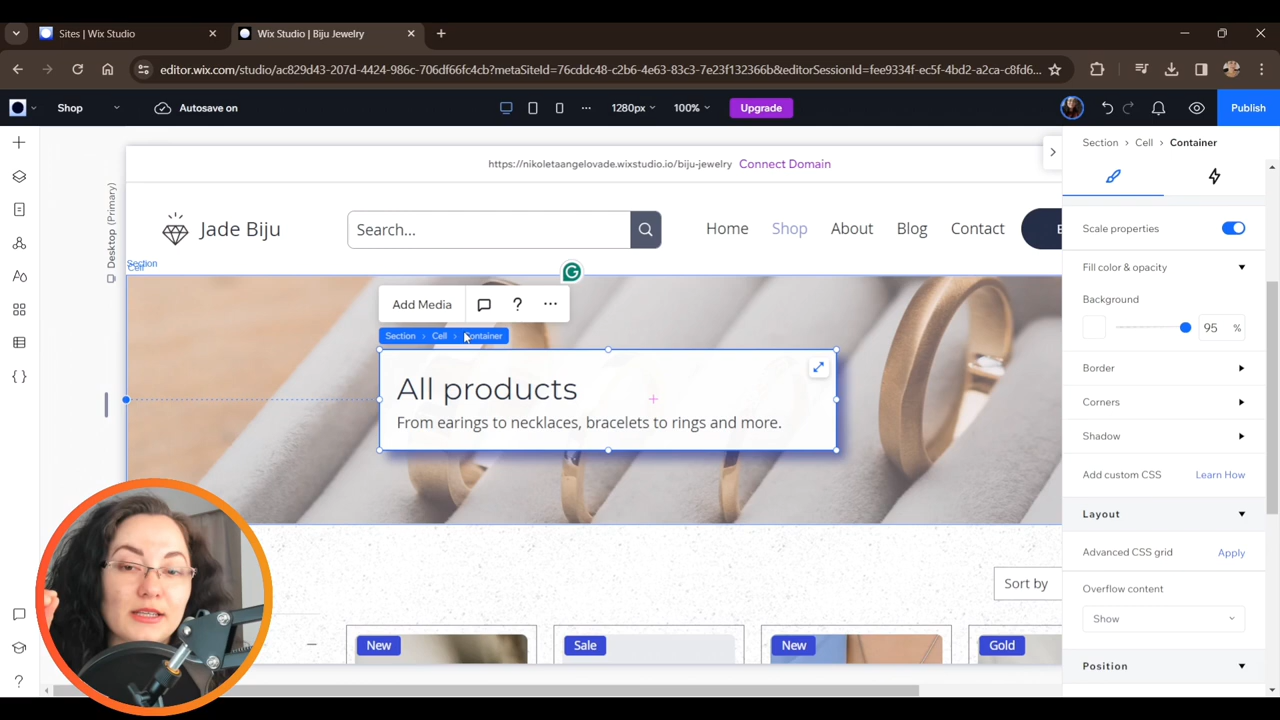 Sites | Wix Studio
Wix Studio | Biju Jewelry
editor.wix.com/studio/ac829d43-207d-4424-986c-706df66fc4cb?metaSiteId=76cddc48-c2b6-4e63-83c3-7e23f132366b&editorSessionId=fee9334f-ec5f-4bd2-a2ca-c8fd6...
Shop
Autosave on
1280px
100%
Upgrade
Publish
Section > Cell > Container
https://nikoletaangelovade.wixstudio.io/biju-jewelry Connect Domain
Desktop (Primary)
Jade Biju
Search...
Home Shop About Blog Contact
Section
Cell
Add Media
Section > Cell > Container
All products
From earings to necklaces, bracelets to rings and more.
Sort by
New
Sale
New
Gold
Scale properties
Fill color & opacity
Background
95 %
Border
Corners
Shadow
Add custom CSS Learn How
Layout
Advanced CSS grid Apply
Overflow content
Show
Position